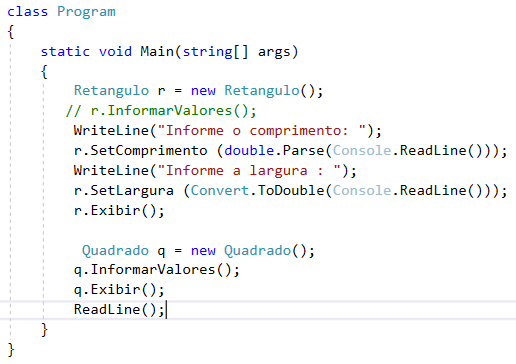 class Program
{
    static void Main(string[] args)
    {
        Retangulo r = new Retangulo();
       // r.InformarValores();
        WriteLine("Informe o comprimento: ");
        r.SetComprimento (double.Parse(Console.ReadLine()));
        WriteLine("Informe a largura : ");
        r.SetLargura (Convert.ToDouble(Console.ReadLine()));
        r.Exibir();

         Quadrado q = new Quadrado();
        q.InformarValores();
        q.Exibir();
        ReadLine();
    }
}